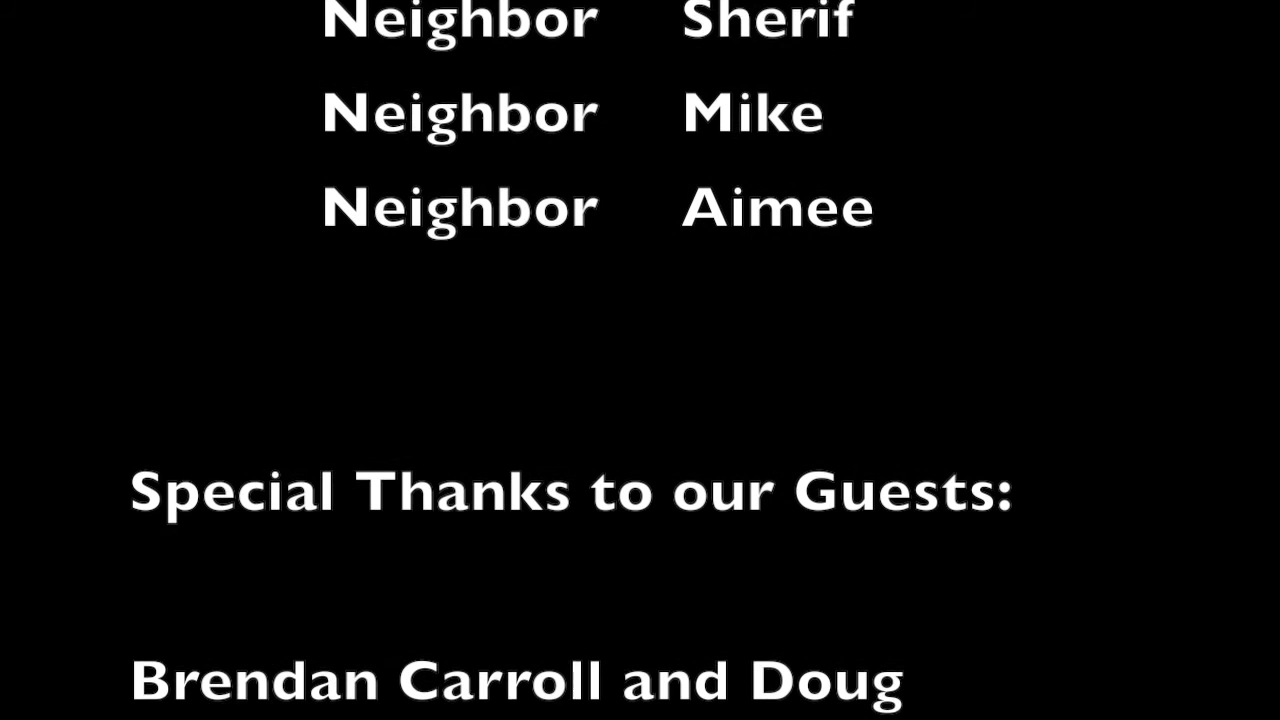 Neighbor Sherif
Neighbor Mike
Neighbor Aimee
Special Thanks to our Guests:
Brendan Carroll and Doug